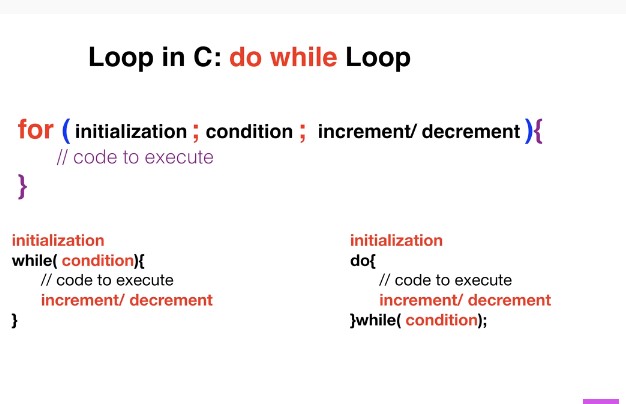 Loop in C: do while Loop
for ( initialization ; condition ; increment/ decrement ){
// code to execute
}
initialization
while( condition){
// code to execute
increment/ decrement
}
initialization
do{
// code to execute
increment/ decrement
}while( condition);